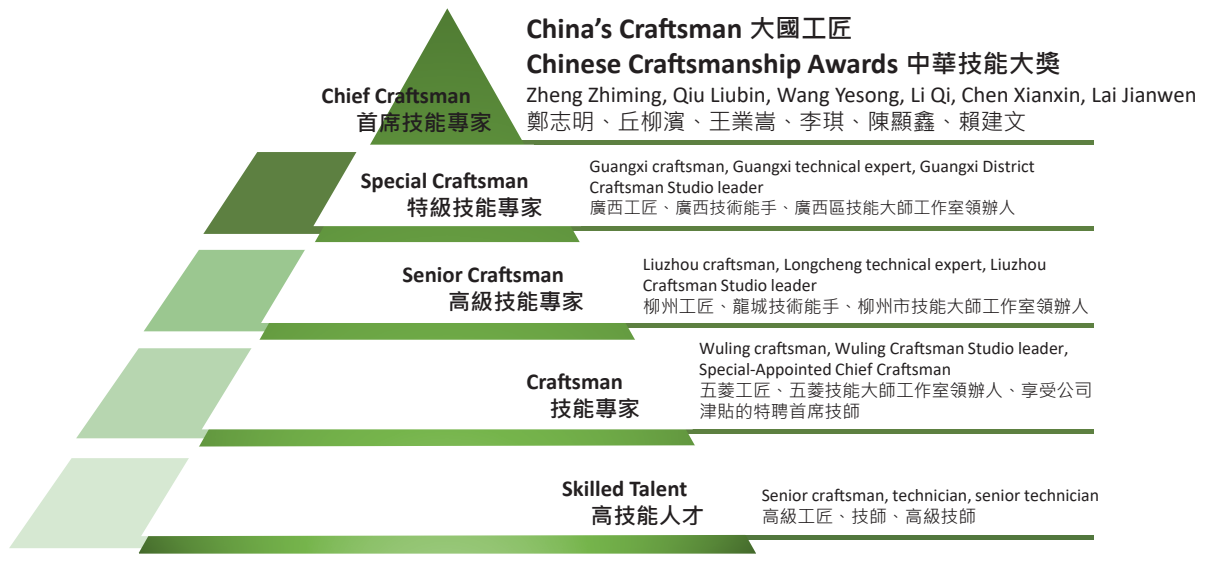 China's Craftsman 大國工匠
Chinese Craftsmanship Awards 中華技能大獎
Chief Craftsman
首席技能專家
Zheng Zhiming, Qiu Liubin, Wang Yesong, Li Qi, Chen Xianxin, Lai Jianwen
鄭志明、丘柳濱、王業嵩、李琪、陳顯鑫、賴建文
Special Craftsman
特級技能專家
Guangxi craftsman, Guangxi technical expert, Guangxi District
Craftsman Studio leader
廣西工匠、廣西技術能手、廣西區技能大師工作室領辦人
Senior Craftsman
高級技能專家
Liuzhou craftsman, Longcheng technical expert, Liuzhou
Craftsman Studio leader
柳州工匠、龍城技術能手、柳州市技能大師工作室領辦人
Craftsman
技能專家
Wuling craftsman, Wuling Craftsman Studio leader,
Special-Appointed Chief Craftsman
五菱工匠、五菱技能大師工作室領辦人、享受公司
津貼的特聘首席技師
Skilled Talent
高技能人才
Senior craftsman, technician, senior technician
高級工匠、技師、高級技師